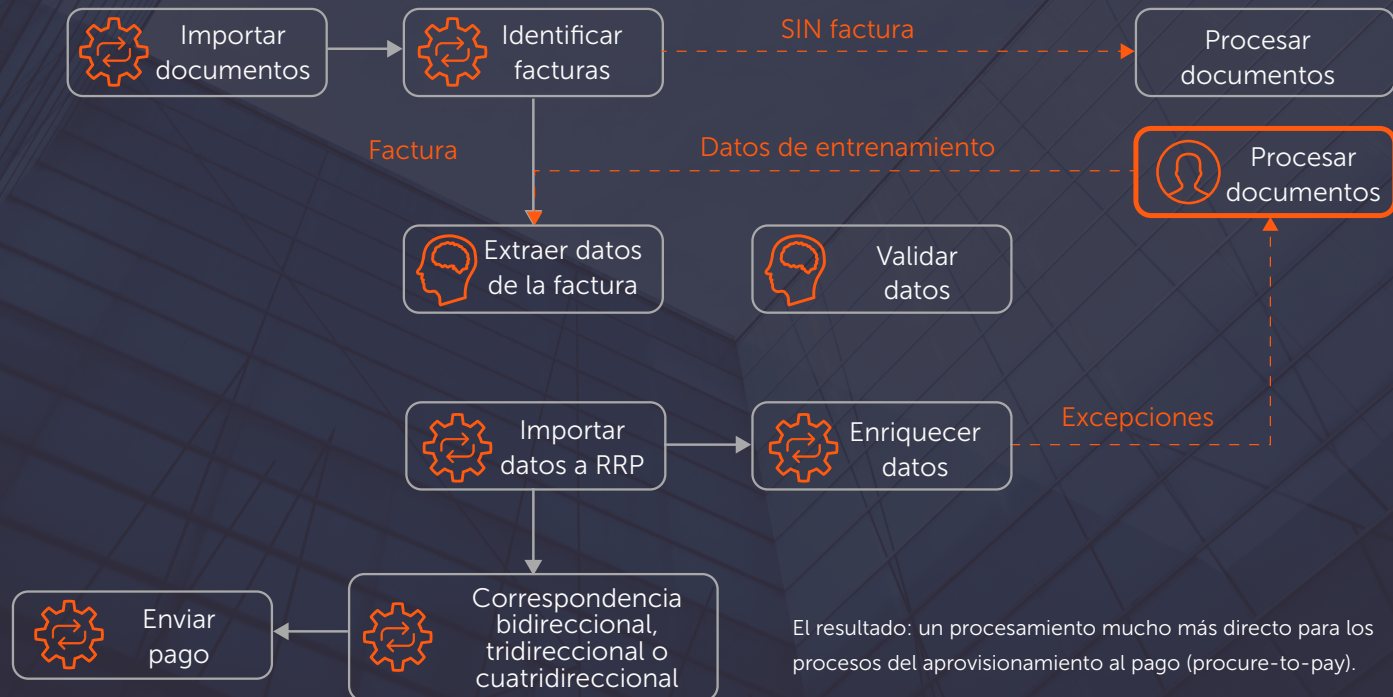 Importar
documentos
Identificar
facturas
SIN factura
Procesar
documentos
Factura
Datos de entrenamiento
Procesar
documentos
Extraer datos
de la factura
Validar
datos
Importar
datos a RRP
Enriquecer
datos
Excepciones
Enviar
pago
Correspondencia
bidireccional,
tridireccional o
cuatridireccional
El resultado: un procesamiento mucho más directo para los
procesos del aprovisionamiento al pago (procure-to-pay).